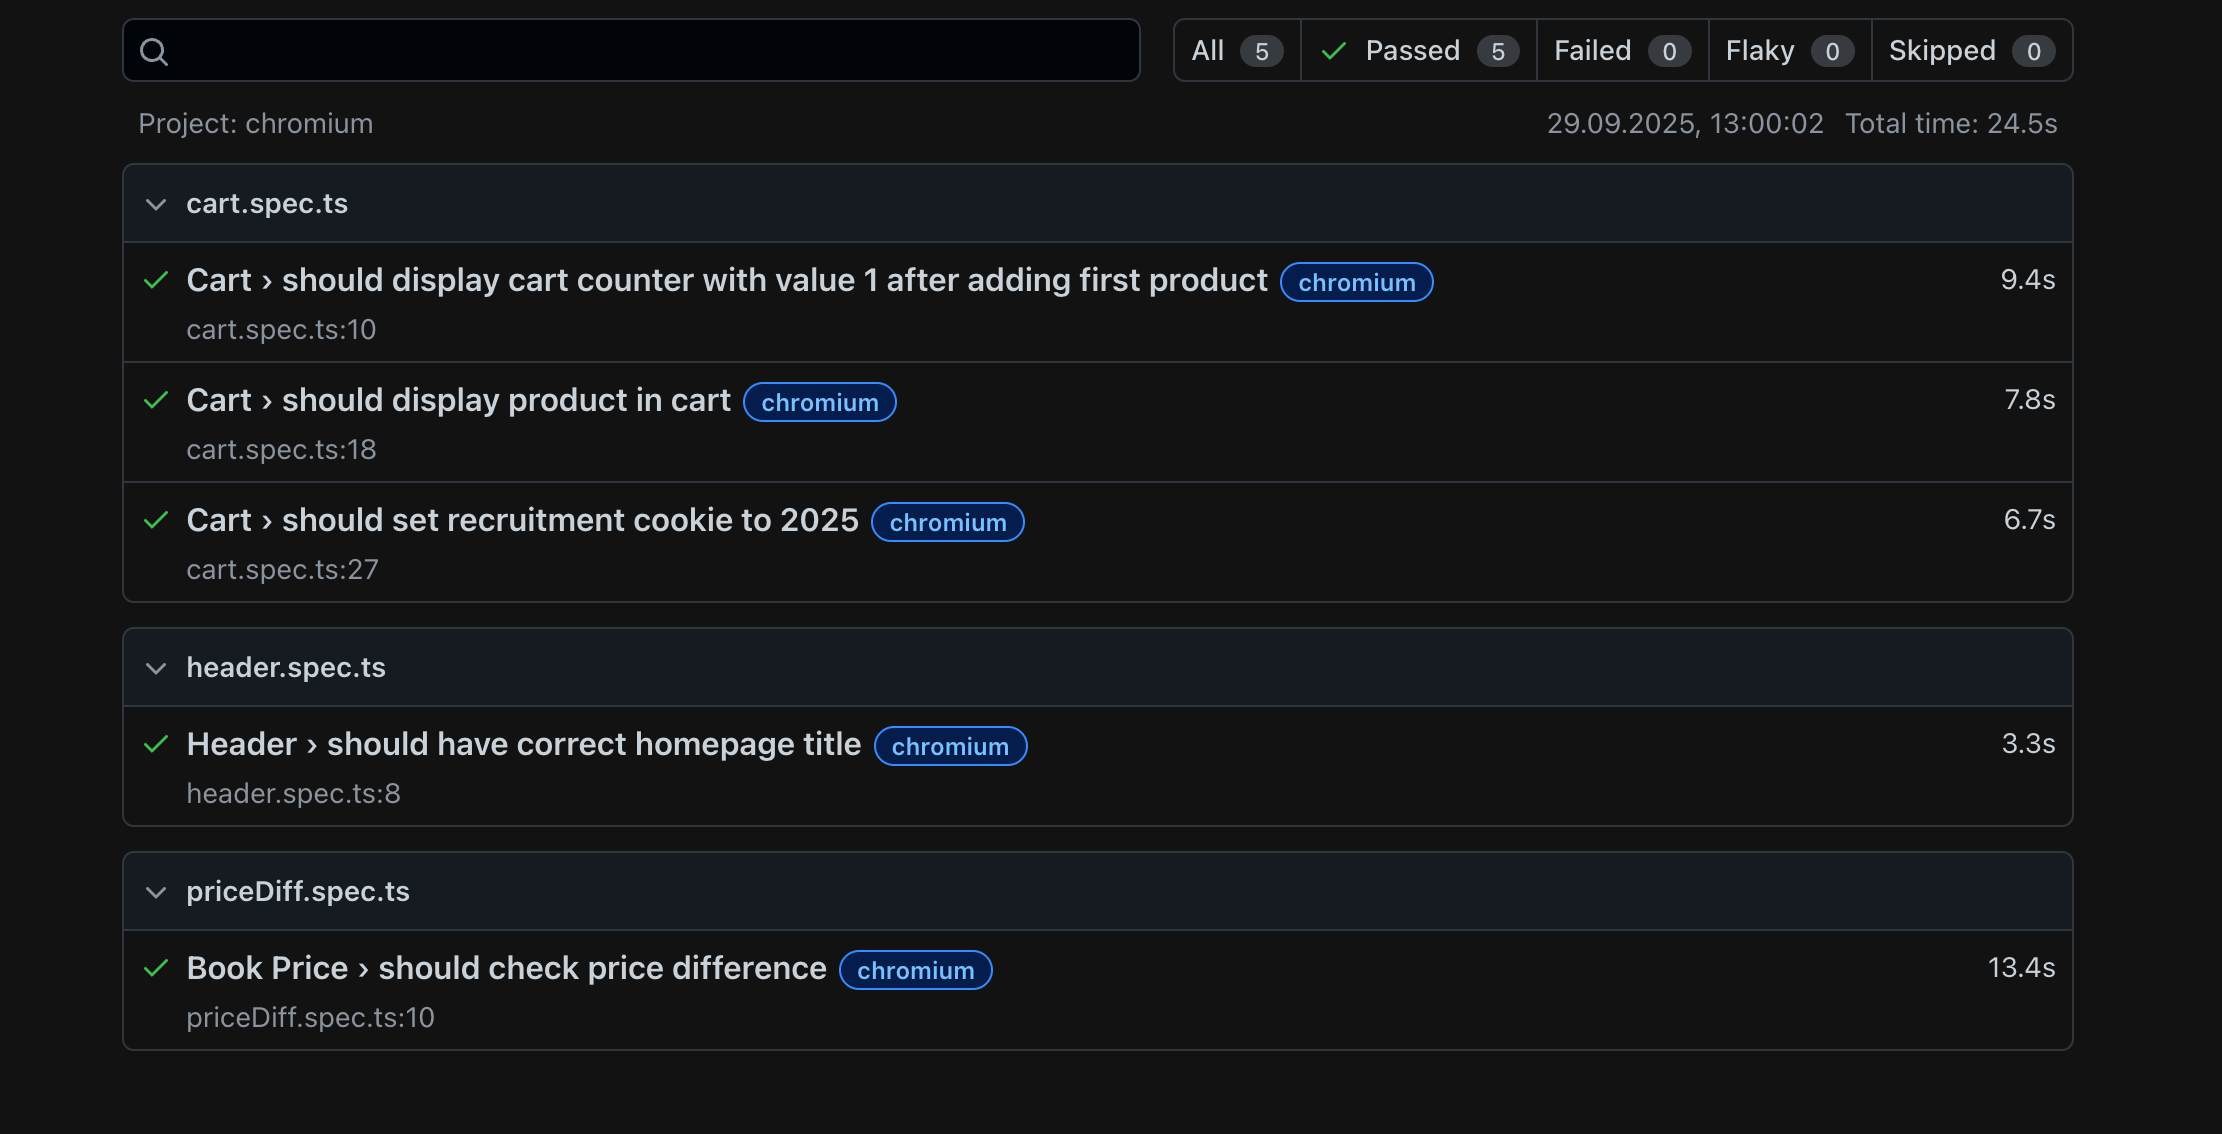 All 5 Passed 5 Failed 0 Flaky 0 Skipped 0
Project: chromium 29.09.2025, 13:00:02 Total time: 24.5s
cart.spec.ts
Cart › should display cart counter with value 1 after adding first product chromium 9.4s
cart.spec.ts:10
Cart › should display product in cart chromium 7.8s
cart.spec.ts:18
Cart › should set recruitment cookie to 2025 chromium 6.7s
cart.spec.ts:27
header.spec.ts
Header › should have correct homepage title chromium 3.3s
header.spec.ts:8
priceDiff.spec.ts
Book Price › should check price difference chromium 13.4s
priceDiff.spec.ts:10